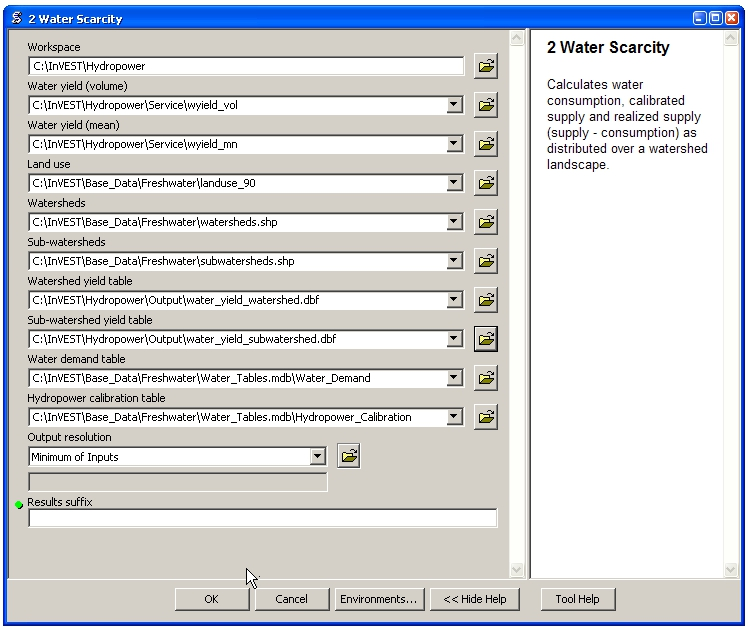 2 Water Scarcity
Workspace
C:\InVEST\Hydropower
Water yield (volume)
C:\InVEST\Hydropower\Service\wyield_vol
Water yield (mean)
C:\InVEST\Hydropower\Service\wyield_mn
Land use
C:\InVEST\Base_Data\Freshwater\landuse_90
Watersheds
C:\InVEST\Base_Data\Freshwater\watersheds.shp
Sub-watersheds
C:\InVEST\Base_Data\Freshwater\subwatersheds.shp
Watershed yield table
C:\InVEST\Hydropower\Output\water_yield_watershed.dbf
Sub-watershed yield table
C:\InVEST\Hydropower\Output\water_yield_subwatershed.dbf
Water demand table
C:\InVEST\Base_Data\Freshwater\Water_Tables.mdb\Water_Demand
Hydropower calibration table
C:\InVEST\Base_Data\Freshwater\Water_Tables.mdb\Hydropower_Calibration
Output resolution
Minimum of Inputs
Results suffix
2 Water Scarcity
Calculates water
consumption, calibrated
supply and realized supply
(supply - consumption) as
distributed over a watershed
landscape.
OK
Cancel
Environments...
<< Hide Help
Tool Help